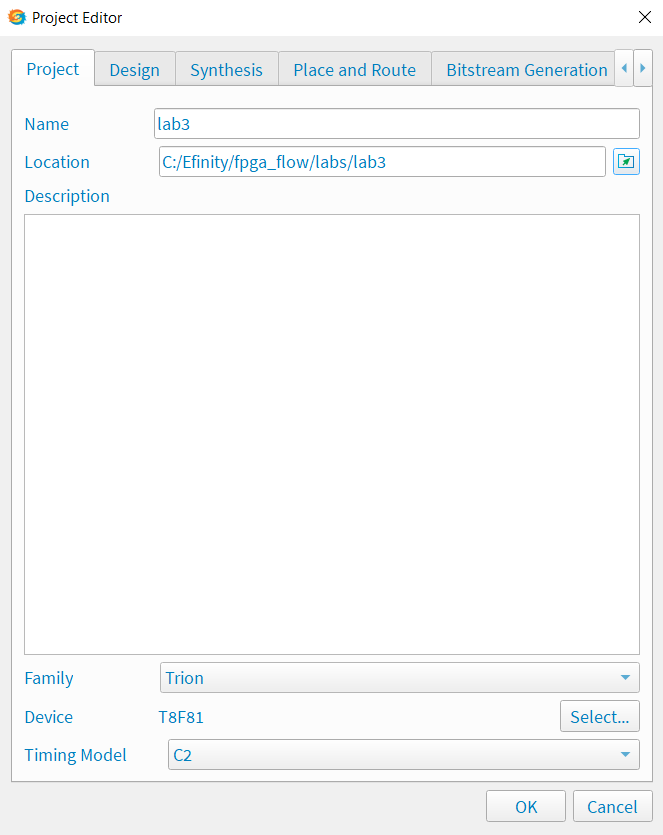 Project Editor
Project Design Synthesis Place and Route Bitstream Generation
Name lab3
Location C:/Efinity/fpga_flow/labs/lab3
Description
Family Trion
Device T8F81 Select...
Timing Model C2
OK Cancel